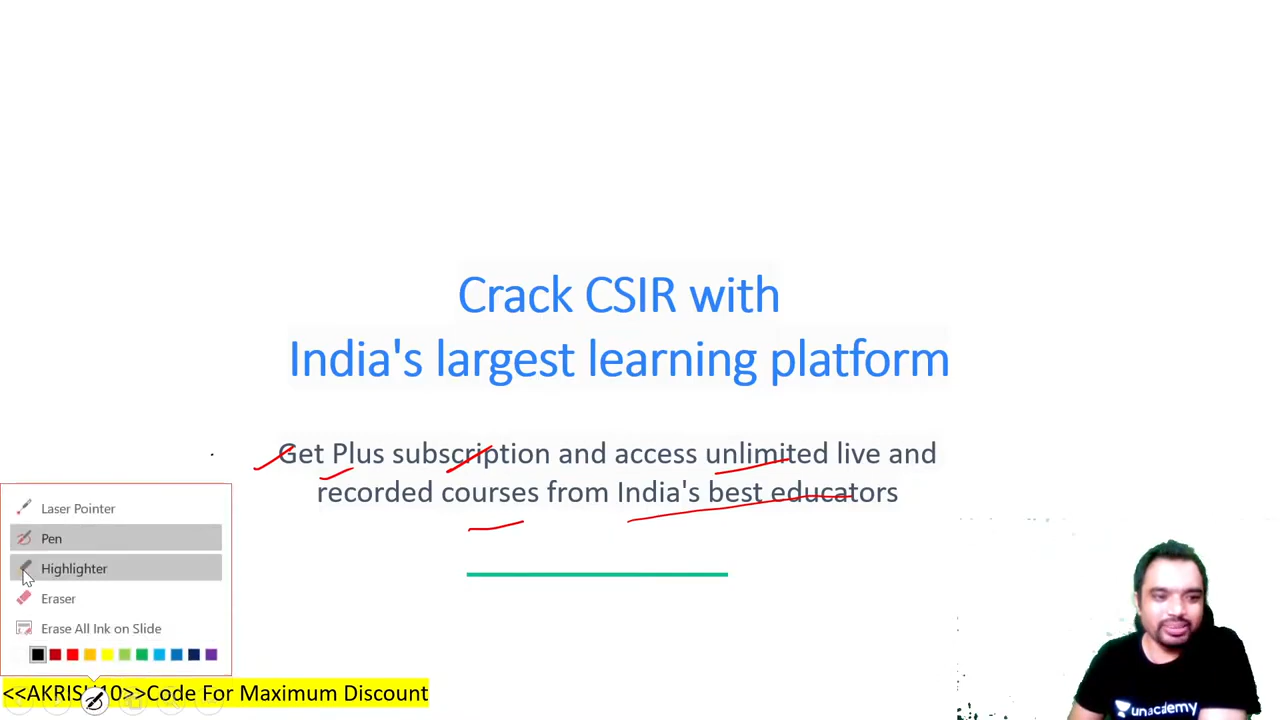 Crack CSIR with
India's largest learning platform
Get Plus subscription and access unlimited live and
recorded courses from India's best educators
Laser Pointer
Pen
Highlighter
Eraser
Erase All Ink on Slide
Code For Maximum Discount
unacademy